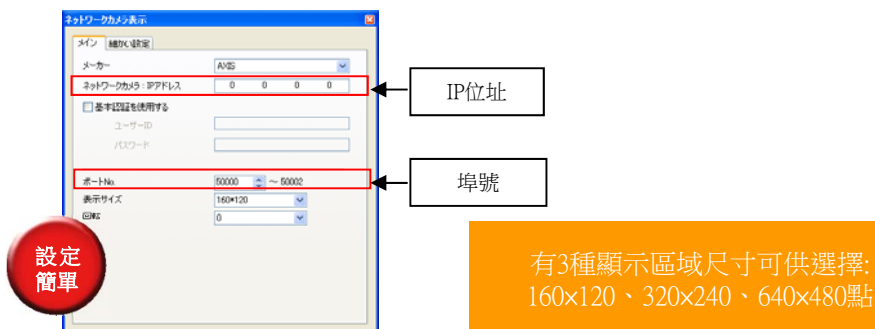 ネットワークカメラ表示
メイン 細かい設定
メーカー AXIS
ネットワークカメラ：IPアドレス 0 0 0 0
IP位址
基本認証を使用する
ユーザーID
パスワード
ポートNo. 50000 ～ 50002
埠號
表示サイズ 160*120
回転 0
設定
簡單
有3種顯示區域尺寸可供選擇:
160×120、320×240、640×480點